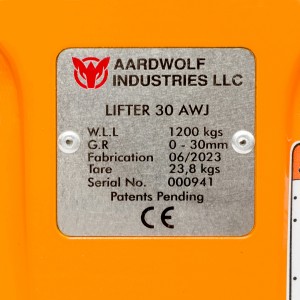 AARDWOLF
INDUSTRIES LLC
LIFTER 30 AWJ
W.L.L 1200 kgs
G.R 0 - 30mm
Fabrication 06/2023
Tare 23,8 kgs
Serial No. 000941
Patents Pending
CE